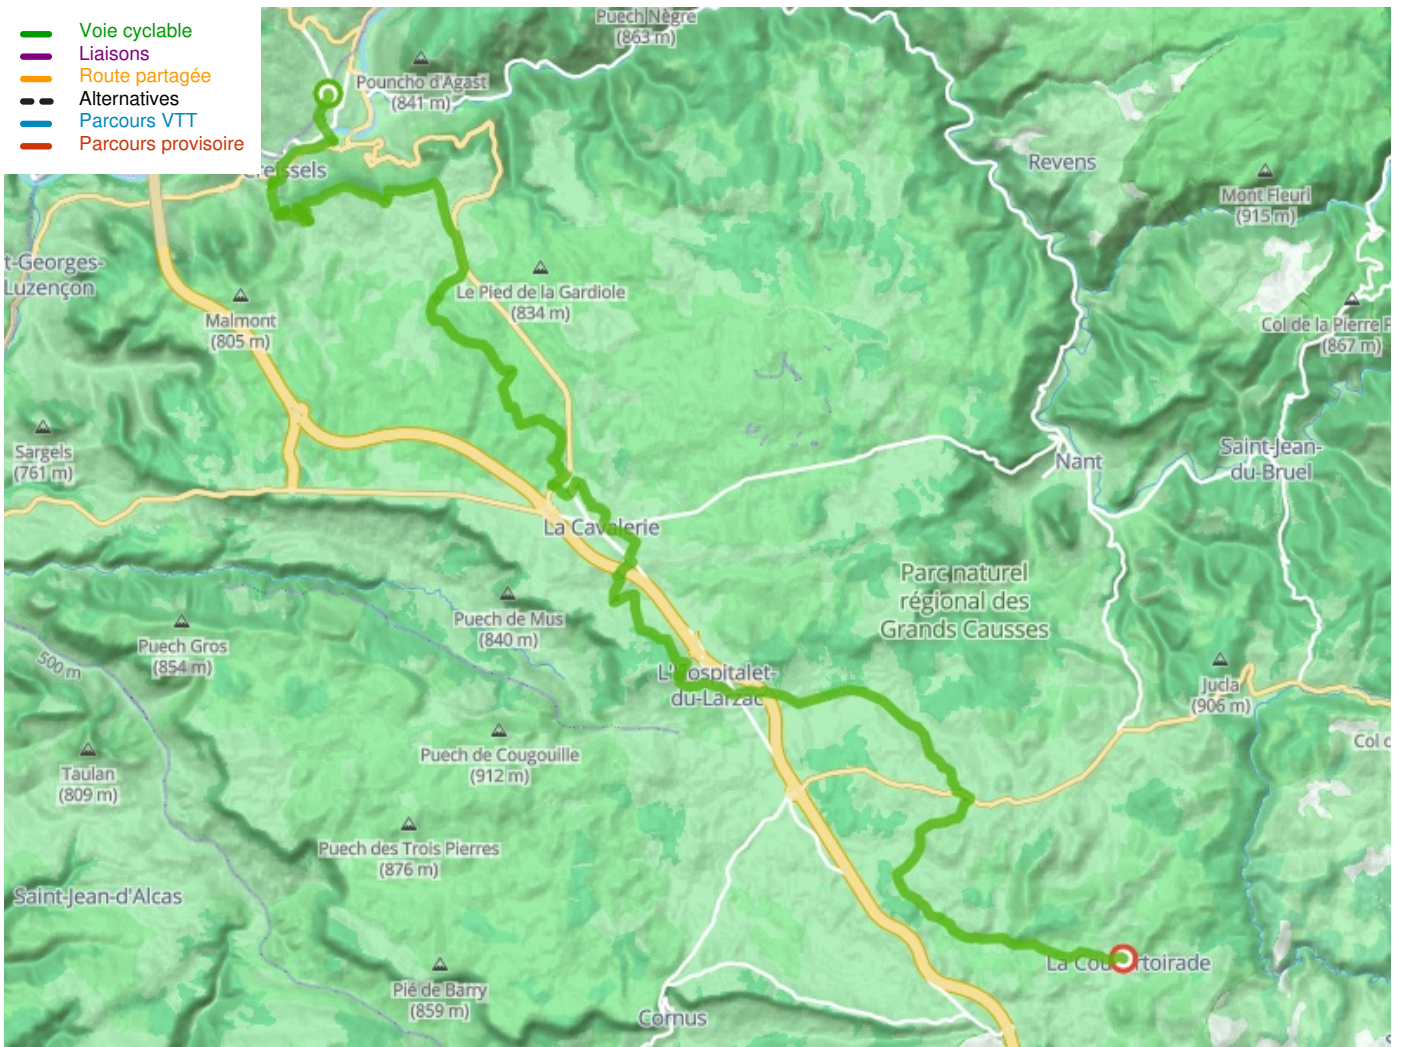 Voie cyclable
Liaisons
Route partagée
Alternatives
Parcours VTT
Parcours provisoire
Puech Nègre
(863 m)
Pouncho d'Agast
(841 m)
Creissels
Revens
Mont Fleuri
(915 m)
t-Georges-
Luzençon
Le Pied de la Gardiole
(834 m)
Malmont
(805 m)
Col de la Pierre P
(867 m)
Sargels
(761 m)
Nant
Saint-Jean-
du-Bruel
La Cavalerie
Parc naturel
régional des
Grands Causses
Puech de Mus
(840 m)
Puech Gros
(854 m)
500 m
L'Hospitalet-
du-Larzac
Jucla
(906 m)
Puech de Cougouille
(912 m)
Taulan
(809 m)
Col
Puech des Trois Pierres
(876 m)
Saint-Jean-d'Alcas
La Couvertoirade
Pié de Barry
(859 m)
Cornus